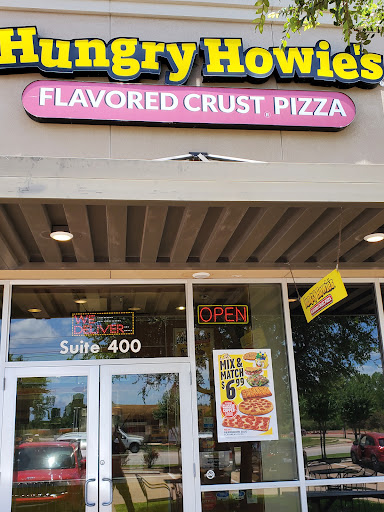 Hungry Howie's
FLAVORED CRUST® PIZZA
WE
DELIVER
OPEN
Suite 400
MIX &
MATCH
$6.99